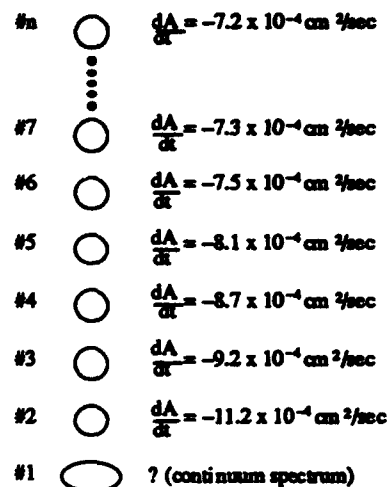 #n dA/dt = –7.2 x 10⁻⁴ cm ²/sec
#7 dA/dt = –7.3 x 10⁻⁴ cm ²/sec
#6 dA/dt = –7.5 x 10⁻⁴ cm ²/sec
#5 dA/dt = –8.1 x 10⁻⁴ cm ²/sec
#4 dA/dt = –8.7 x 10⁻⁴ cm ²/sec
#3 dA/dt = –9.2 x 10⁻⁴ cm ²/sec
#2 dA/dt = –11.2 x 10⁻⁴ cm ²/sec
#1 ? (continuum spectrum)